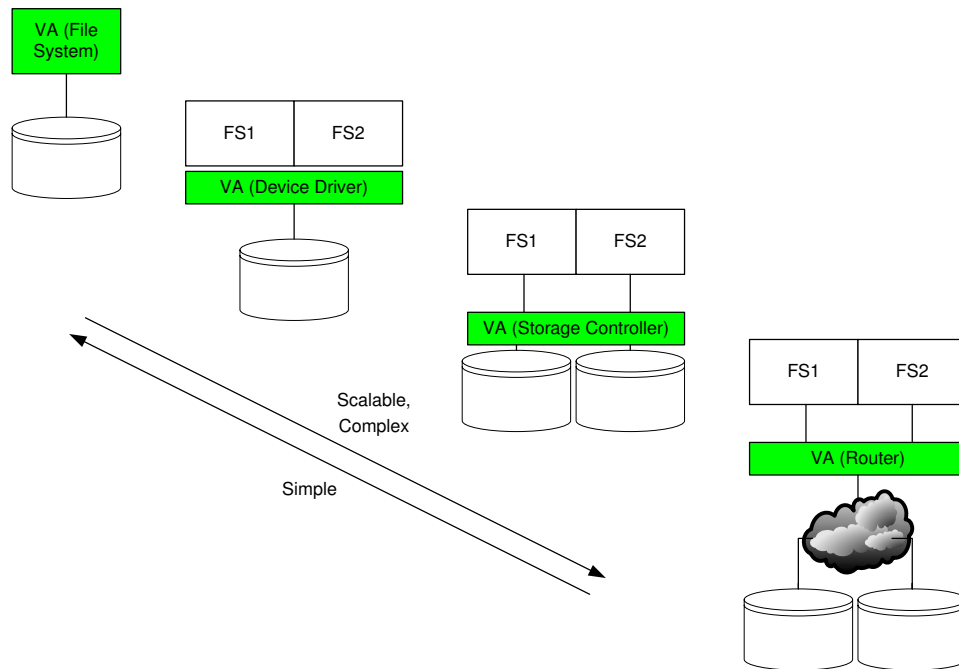 VA (File
System)
FS1
FS2
VA (Device Driver)
FS1
FS2
VA (Storage Controller)
FS1
FS2
VA (Router)
Scalable,
Complex
Simple